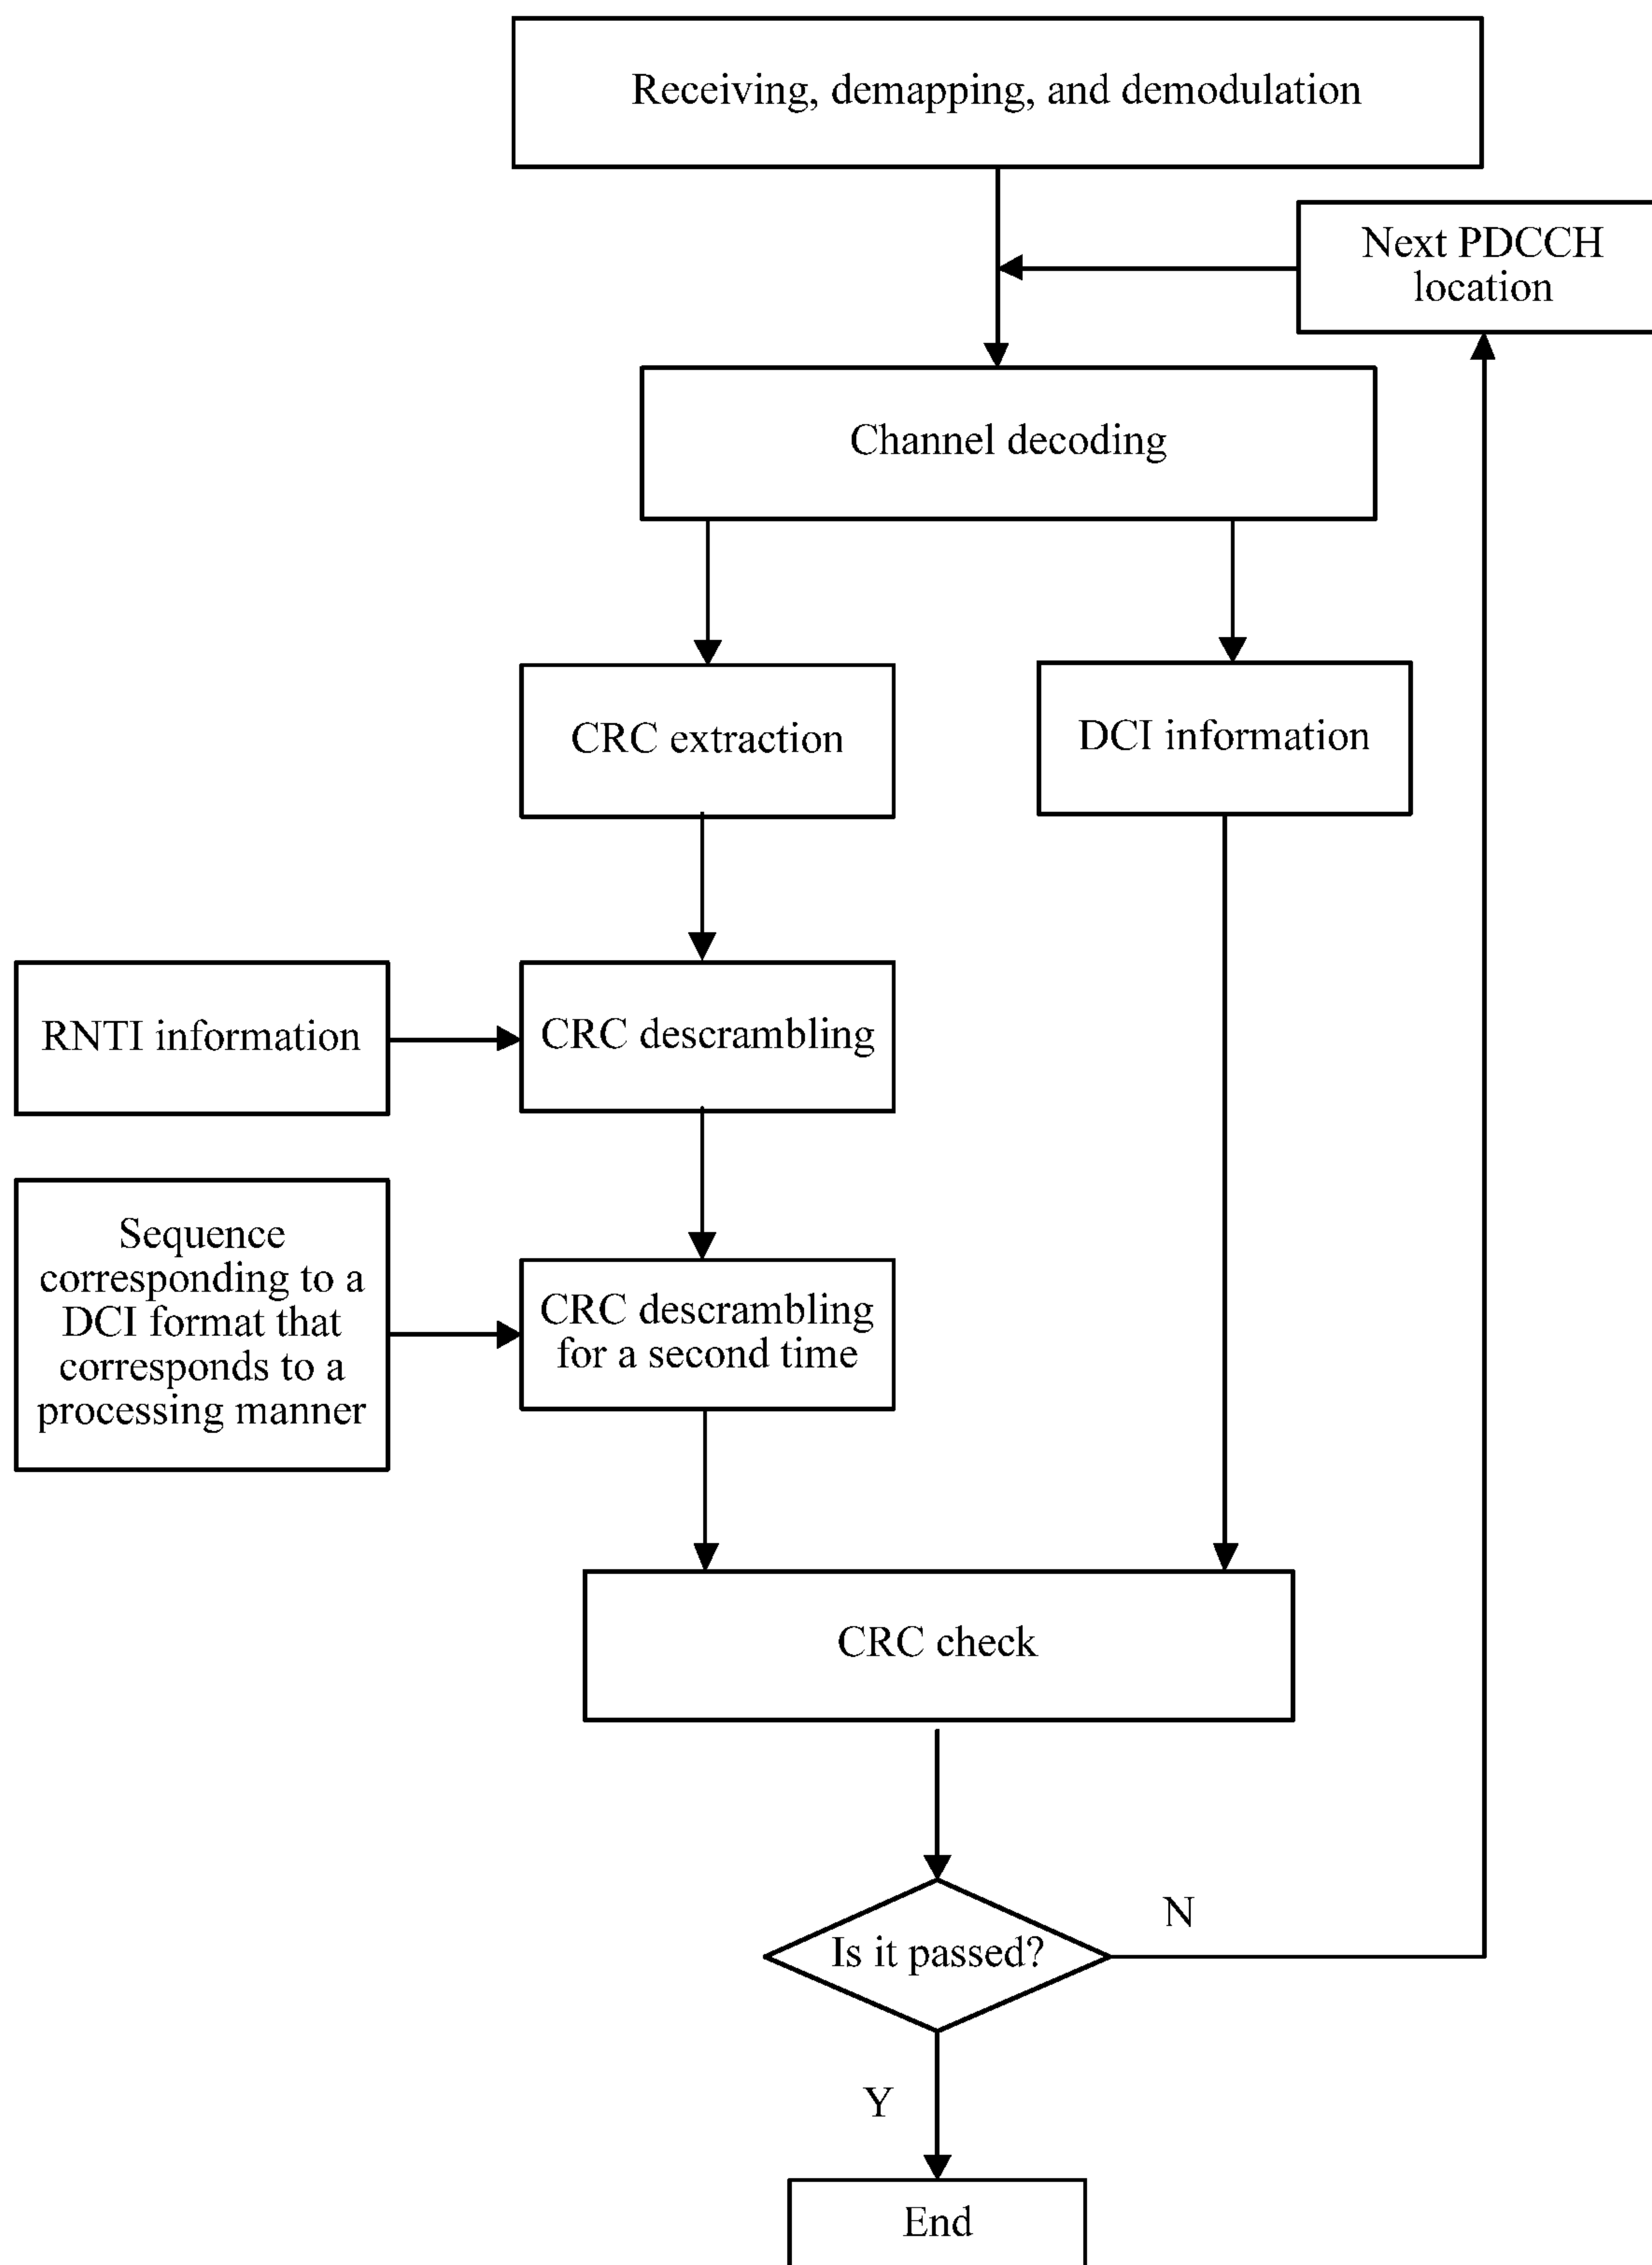 Receiving, demapping, and demodulation
Next PDCCH
location
Channel decoding
CRC extraction
DCI information
RNTI information
CRC descrambling
Sequence
corresponding to a
DCI format that
corresponds to a
processing manner
CRC descrambling
for a second time
CRC check
Is it passed?
N
Y
End